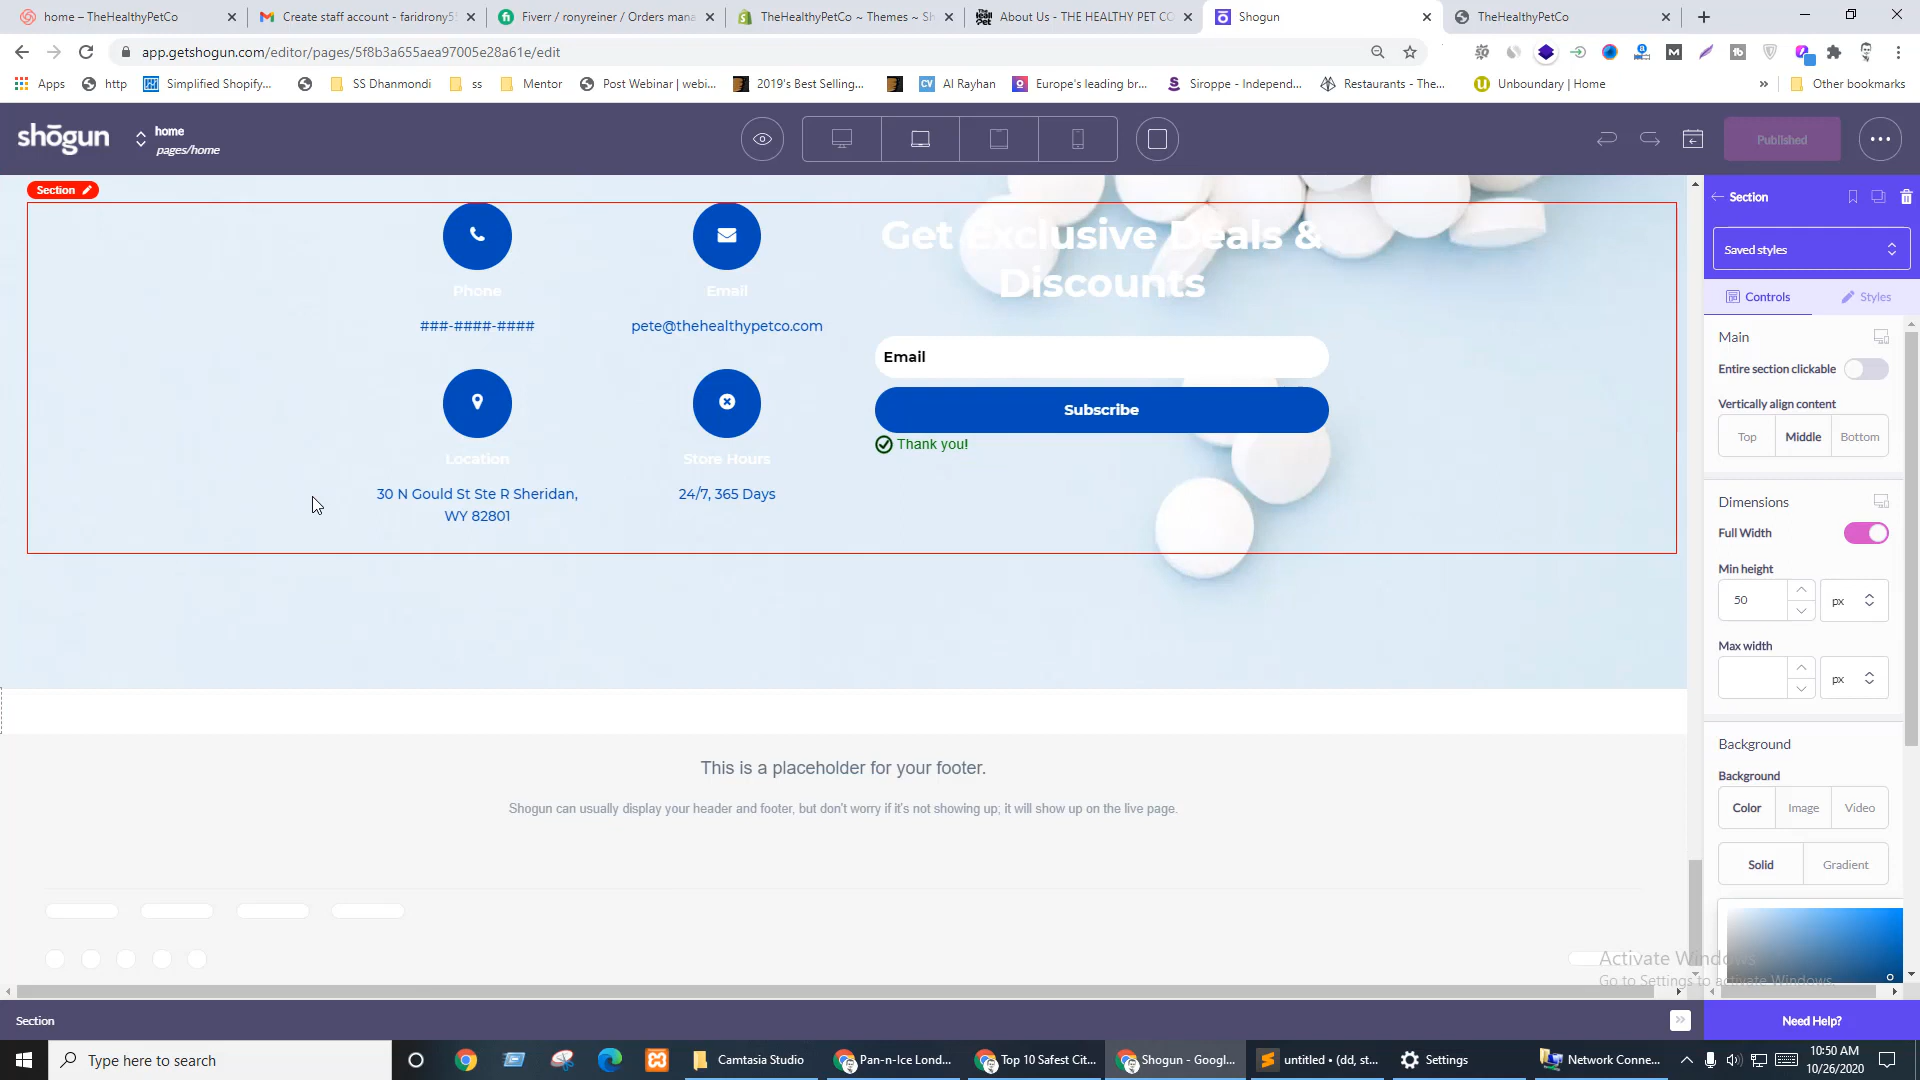 home – TheHealthyPetCo
Create staff account - faridrony5
Fiverr / ronyreiner / Orders mana
TheHealthyPetCo ~ Themes ~ Sh
About Us - THE HEALTHY PET CO
Shogun
TheHealthyPetCo
app.getshogun.com/editor/pages/5f8b3a655aea97005e28a61e/edit
Apps
http
Simplified Shopify...
SS Dhanmondi
ss
Mentor
Post Webinar | webi...
2019's Best Selling...
CV Al Rayhan
Europe's leading br...
Siroppe - Independ...
Restaurants - The...
Unboundary | Home
Other bookmarks
shōgun
home
pages/home
Published
Section
Phone
###-####-####
Email
pete@thehealthypetco.com
Location
30 N Gould St Ste R Sheridan,
WY 82801
Store Hours
24/7, 365 Days
Get Exclusive Deals &
Discounts
Email
Subscribe
Thank you!
This is a placeholder for your footer.
Shogun can usually display your header and footer, but don't worry if it's not showing up; it will show up on the live page.
Section
Saved styles
Controls
Styles
Main
Entire section clickable
Vertically align content
Top
Middle
Bottom
Dimensions
Full Width
Min height
50
px
Max width
px
Background
Background
Color
Image
Video
Solid
Gradient
Activate Windows
Go to Settings to activate Windows.
Section
Need Help?
Type here to search
Camtasia Studio
Pan-n-Ice Lond...
Top 10 Safest Cit...
Shogun - Googl...
untitled • (dd, st...
Settings
Network Conne...
10:50 AM
10/26/2020